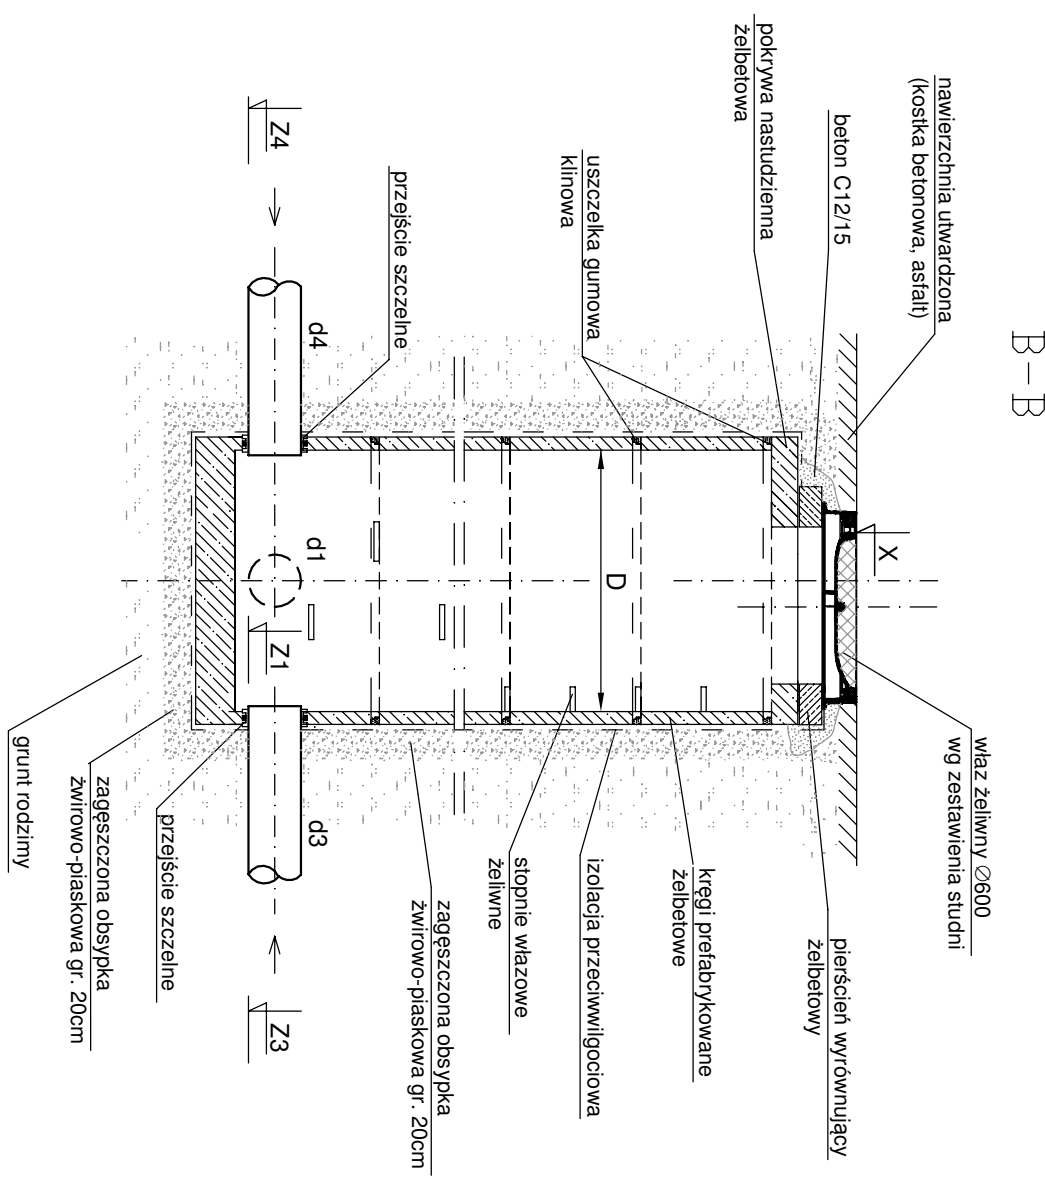 B – B
nawierzchnia utwardzona
(kostka betonowa, asfalt)
beton C12/15
pokrywa nastudzienna
żelbetowa
uszczelka gumowa
klinowa
przejście szczelne
Z4
d4
X
D
d1
Z1
d3
Z3
właz żeliwny ∅600
wg zestawienia studni
pierścień wyrównujący
żelbetowy
kręgi prefabrykowane
żelbetowe
izolacja przeciwwilgociowa
stopnie włazowe
żeliwne
zagęszczona obsypka
żwirowo-piaskowa gr. 20cm
przejście szczelne
zagęszczona obsypka
żwirowo-piaskowa gr. 20cm
grunt rodzimy